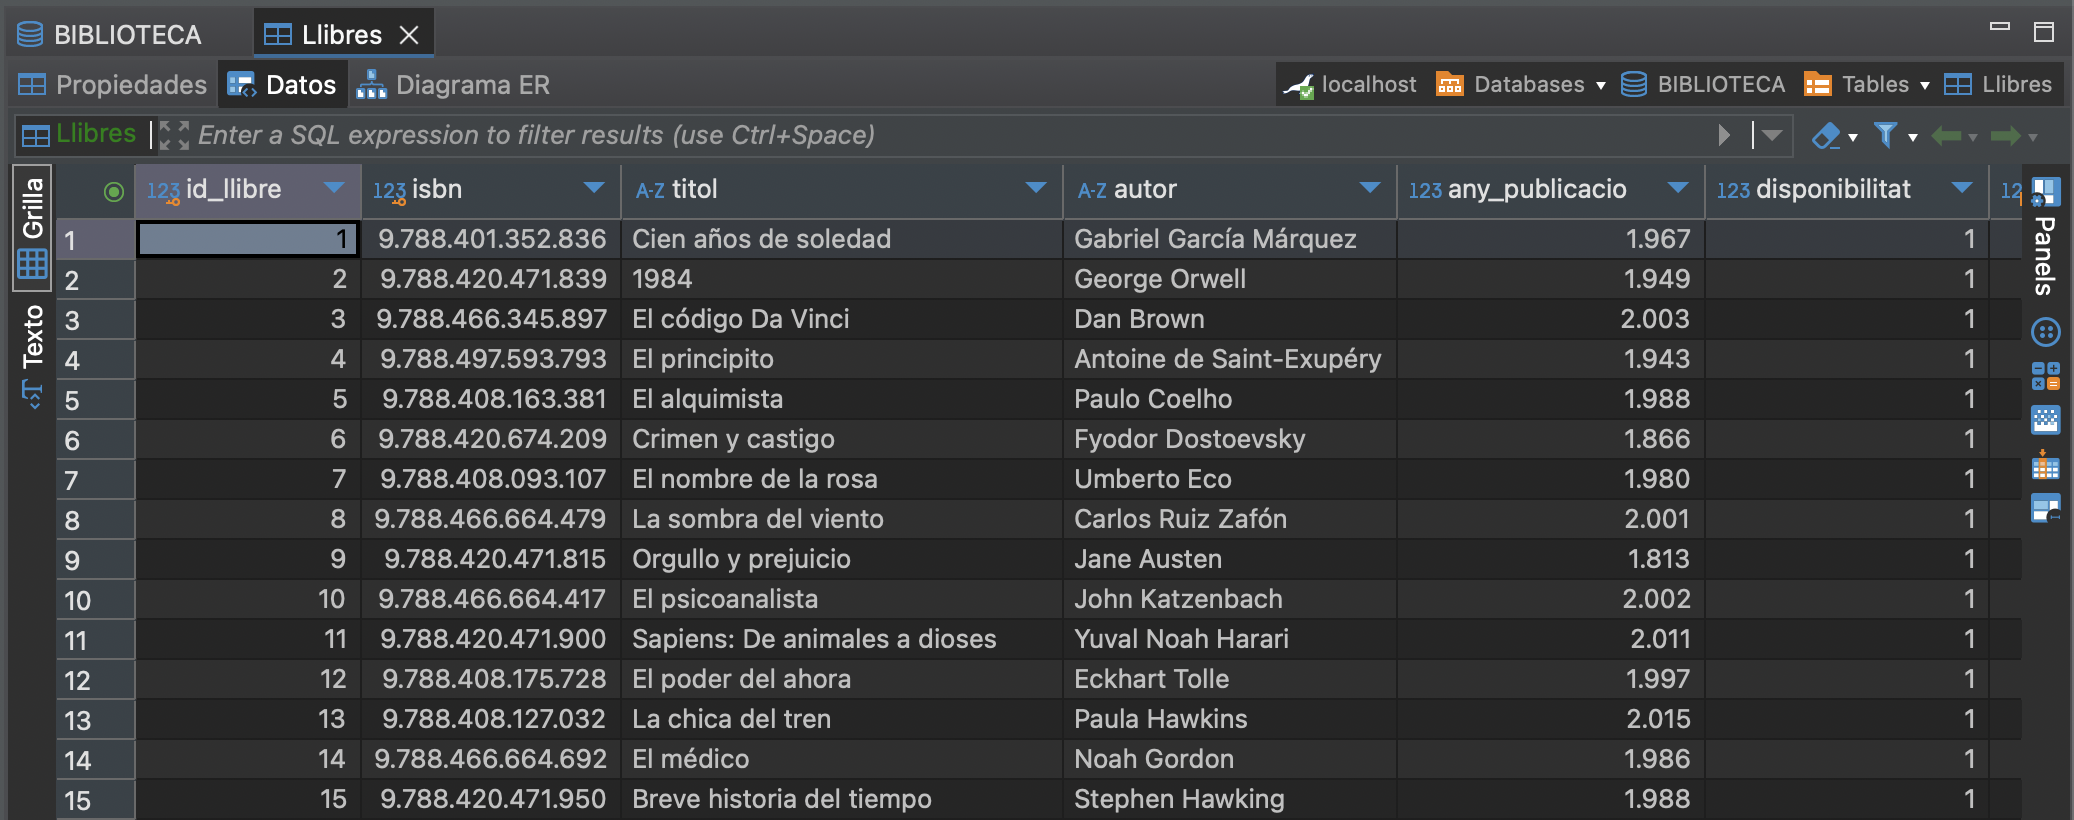 BIBLIOTECA Llibres
Propiedades Datos Diagrama ER localhost Databases BIBLIOTECA Tables Llibres
Llibres Enter a SQL expression to filter results (use Ctrl+Space)
Grilla
Texto
123 id_llibre 123 isbn A-Z titol A-Z autor 123 any_publicacio 123 disponibilitat 12
1 1 9.788.401.352.836 Cien años de soledad Gabriel García Márquez 1.967 1
2 2 9.788.420.471.839 1984 George Orwell 1.949 1
3 3 9.788.466.345.897 El código Da Vinci Dan Brown 2.003 1
4 4 9.788.497.593.793 El principito Antoine de Saint-Exupéry 1.943 1
5 5 9.788.408.163.381 El alquimista Paulo Coelho 1.988 1
6 6 9.788.420.674.209 Crimen y castigo Fyodor Dostoevsky 1.866 1
7 7 9.788.408.093.107 El nombre de la rosa Umberto Eco 1.980 1
8 8 9.788.466.664.479 La sombra del viento Carlos Ruiz Zafón 2.001 1
9 9 9.788.420.471.815 Orgullo y prejuicio Jane Austen 1.813 1
10 10 9.788.466.664.417 El psicoanalista John Katzenbach 2.002 1
11 11 9.788.420.471.900 Sapiens: De animales a dioses Yuval Noah Harari 2.011 1
12 12 9.788.408.175.728 El poder del ahora Eckhart Tolle 1.997 1
13 13 9.788.408.127.032 La chica del tren Paula Hawkins 2.015 1
14 14 9.788.466.664.692 El médico Noah Gordon 1.986 1
15 15 9.788.420.471.950 Breve historia del tiempo Stephen Hawking 1.988 1
Panels